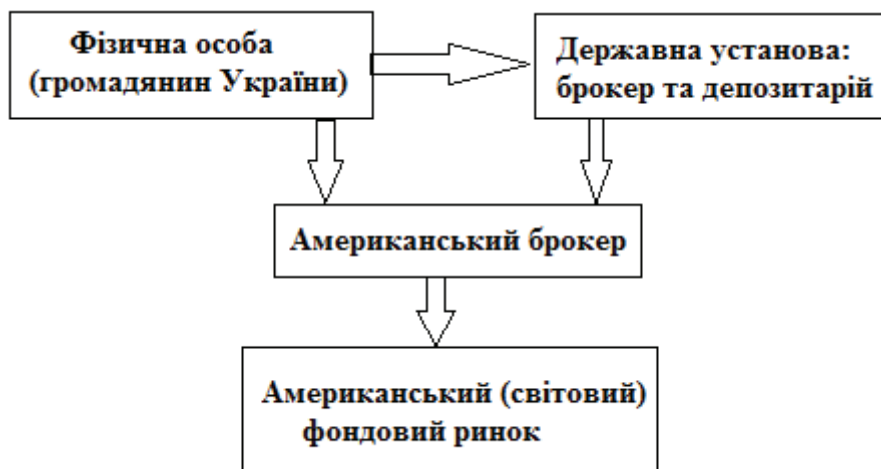 Фізична особа
(громадянин України)
Державна установа:
брокер та депозитарій
Американський брокер
Американський (світовий)
фондовий ринок